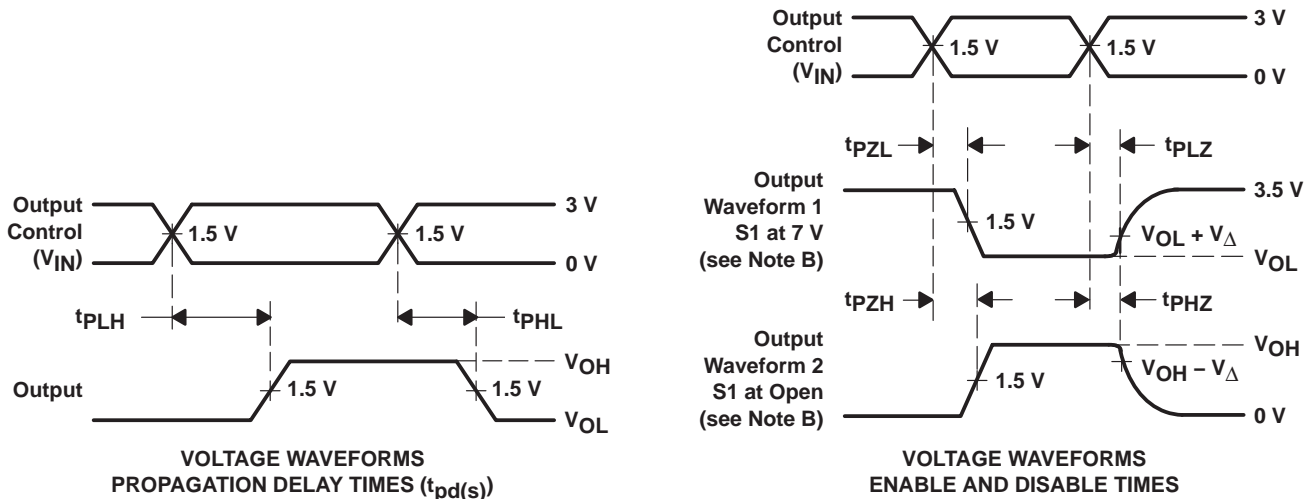 Output
Control
(VIN)
3 V
1.5 V
1.5 V
0 V
tPLH
tPHL
Output
VOH
1.5 V
1.5 V
VOL
VOLTAGE WAVEFORMS
PROPAGATION DELAY TIMES (tpd(s))
Output
Control
(VIN)
3 V
1.5 V
1.5 V
0 V
tPZL
tPLZ
Output
Waveform 1
S1 at 7 V
(see Note B)
3.5 V
1.5 V
VOL + VΔ
VOL
tPZH
tPHZ
Output
Waveform 2
S1 at Open
(see Note B)
VOH
1.5 V
VOH − VΔ
0 V
VOLTAGE WAVEFORMS
ENABLE AND DISABLE TIMES